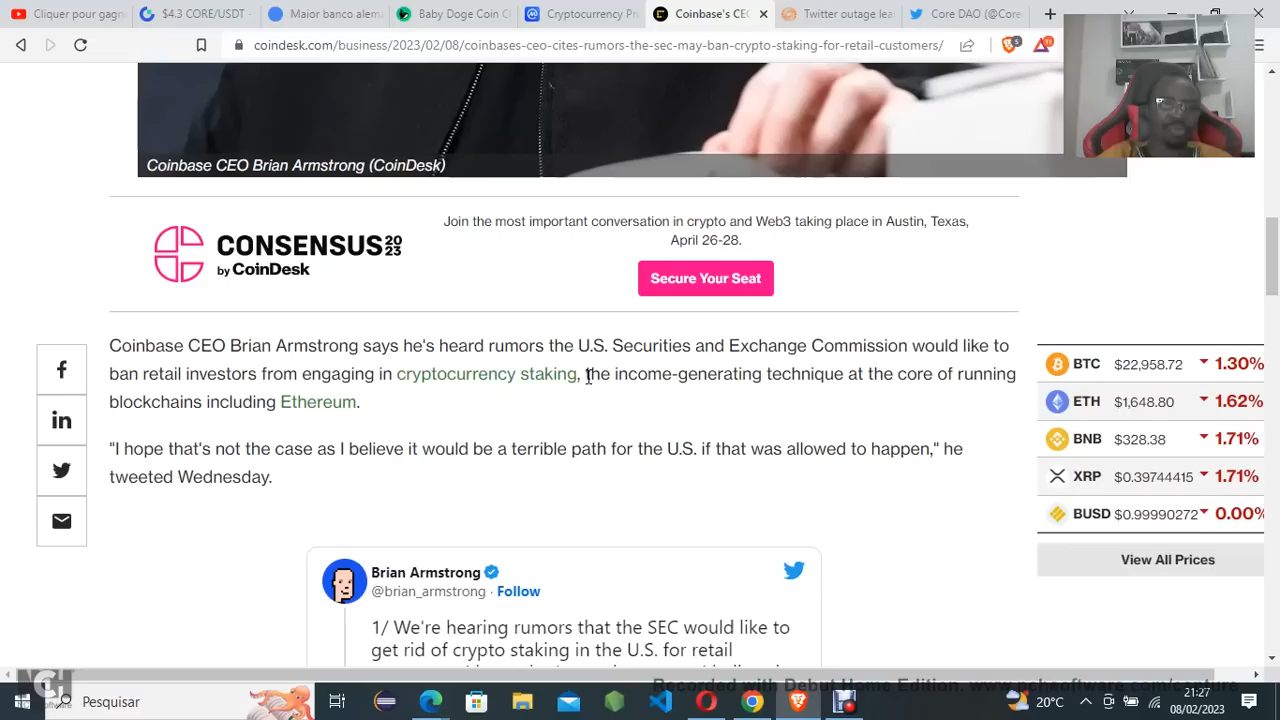 Cliquer pour gagn
$4.3 CORE/USDT
Maior banco alema
Baby Doge Coin G
Cryptocurrency Pr
Coinbase's CEC
Twitter outage lea
Core DAO (@Core
coindesk.com/business/2023/02/08/coinbases-ceo-cites-rumors-the-sec-may-ban-crypto-staking-for-retail-customers/
Coinbase CEO Brian Armstrong (CoinDesk)
CONSENSUS 2023
by CoinDesk
Join the most important conversation in crypto and Web3 taking place in Austin, Texas,
April 26-28.
Secure Your Seat
Coinbase CEO Brian Armstrong says he's heard rumors the U.S. Securities and Exchange Commission would like to
ban retail investors from engaging in cryptocurrency staking, the income-generating technique at the core of running
blockchains including Ethereum.
"I hope that's not the case as I believe it would be a terrible path for the U.S. if that was allowed to happen," he
tweeted Wednesday.
BTC $22,958.72 1.30%
ETH $1,648.80 1.62%
BNB $328.38 1.71%
XRP $0.39744415 1.71%
BUSD $0.99990272 0.00%
View All Prices
Brian Armstrong
@brian_armstrong · Follow
1/ We're hearing rumors that the SEC would like to
get rid of crypto staking in the U.S. for retail
Recorded with Debut Home Edition. www.nchsoftware.com/capture
NCH
Pesquisar
20°C
21:27
08/02/2023